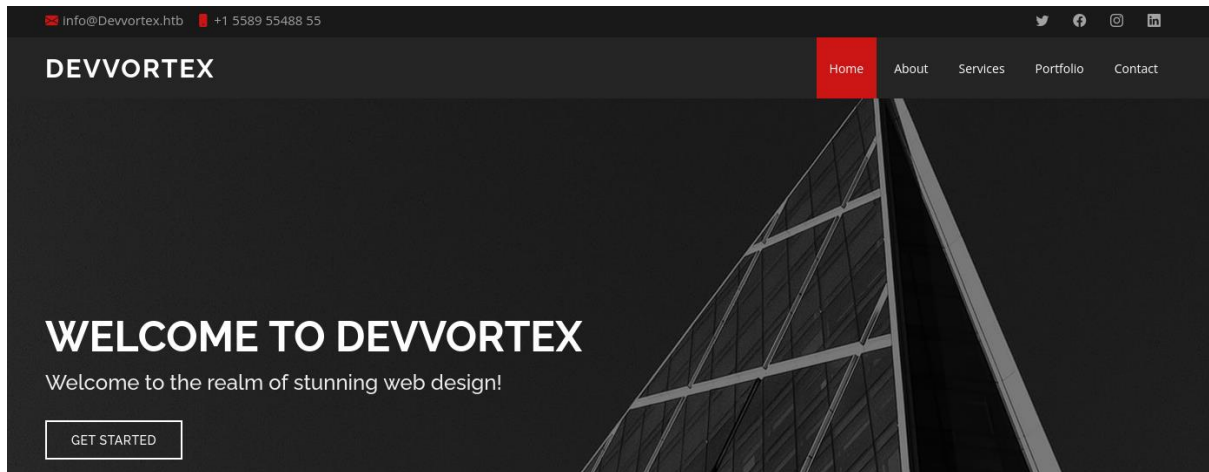 info@Devvortex.htb +1 5589 55488 55
DEVVORTEX
Home About Services Portfolio Contact
WELCOME TO DEVVORTEX
Welcome to the realm of stunning web design!
GET STARTED